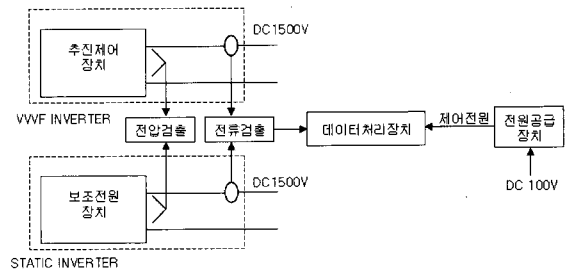 추진제어
장치
DC1500V
VVVF INVERTER
전압검출
전류검출
데이터처리장치
제어전원
전원공급
장치
DC 100V
보조전원
장치
DC1500V
STATIC INVERTER